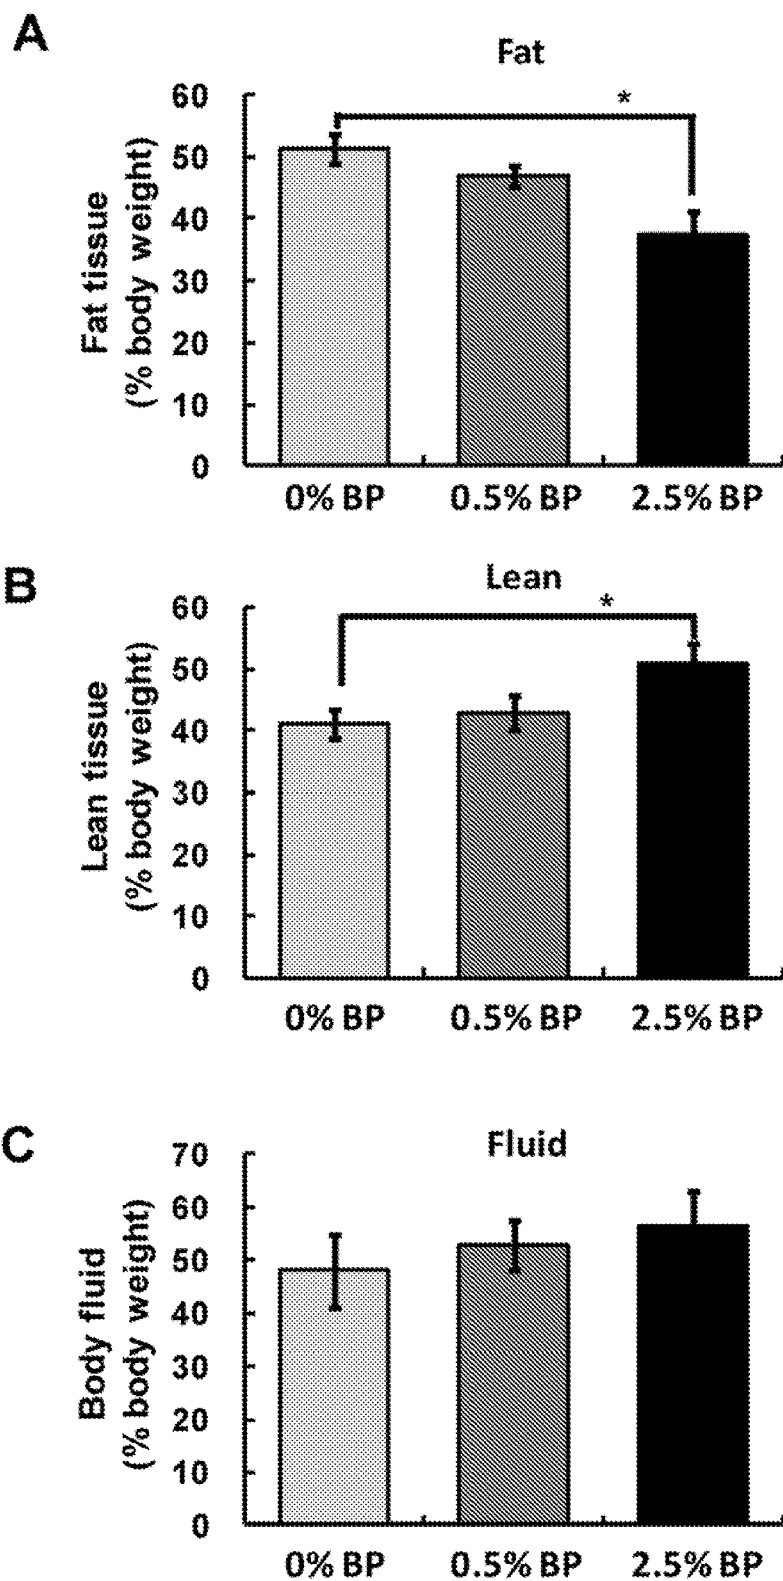 A
Fat
*
Fat tissue
(% body weight)
60
50
40
30
20
10
0
0% BP 0.5% BP 2.5% BP
B
Lean
*
Lean tissue
(% body weight)
60
50
40
30
20
10
0
0% BP 0.5% BP 2.5% BP
C
Fluid
Body fluid
(% body weight)
70
60
50
40
30
20
10
0
0% BP 0.5% BP 2.5% BP